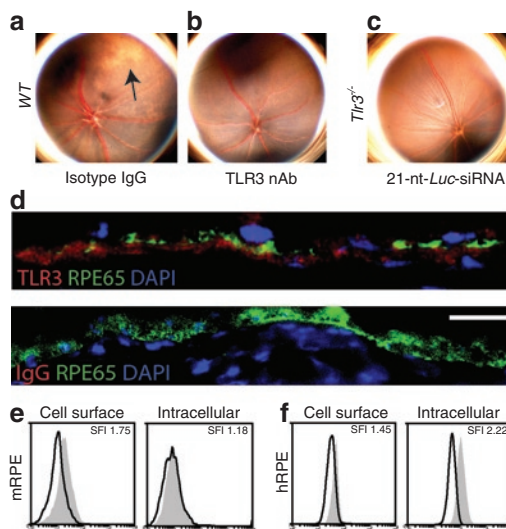 a b c
WT
Tlr3-/-
Isotype IgG TLR3 nAb 21-nt-Luc-siRNA
d
TLR3 RPE65 DAPI
IgG RPE65 DAPI
e f
Cell surface Intracellular Cell surface Intracellular
SFI 1.75 SFI 1.18 SFI 1.45 SFI 2.22
mRPE
hRPE